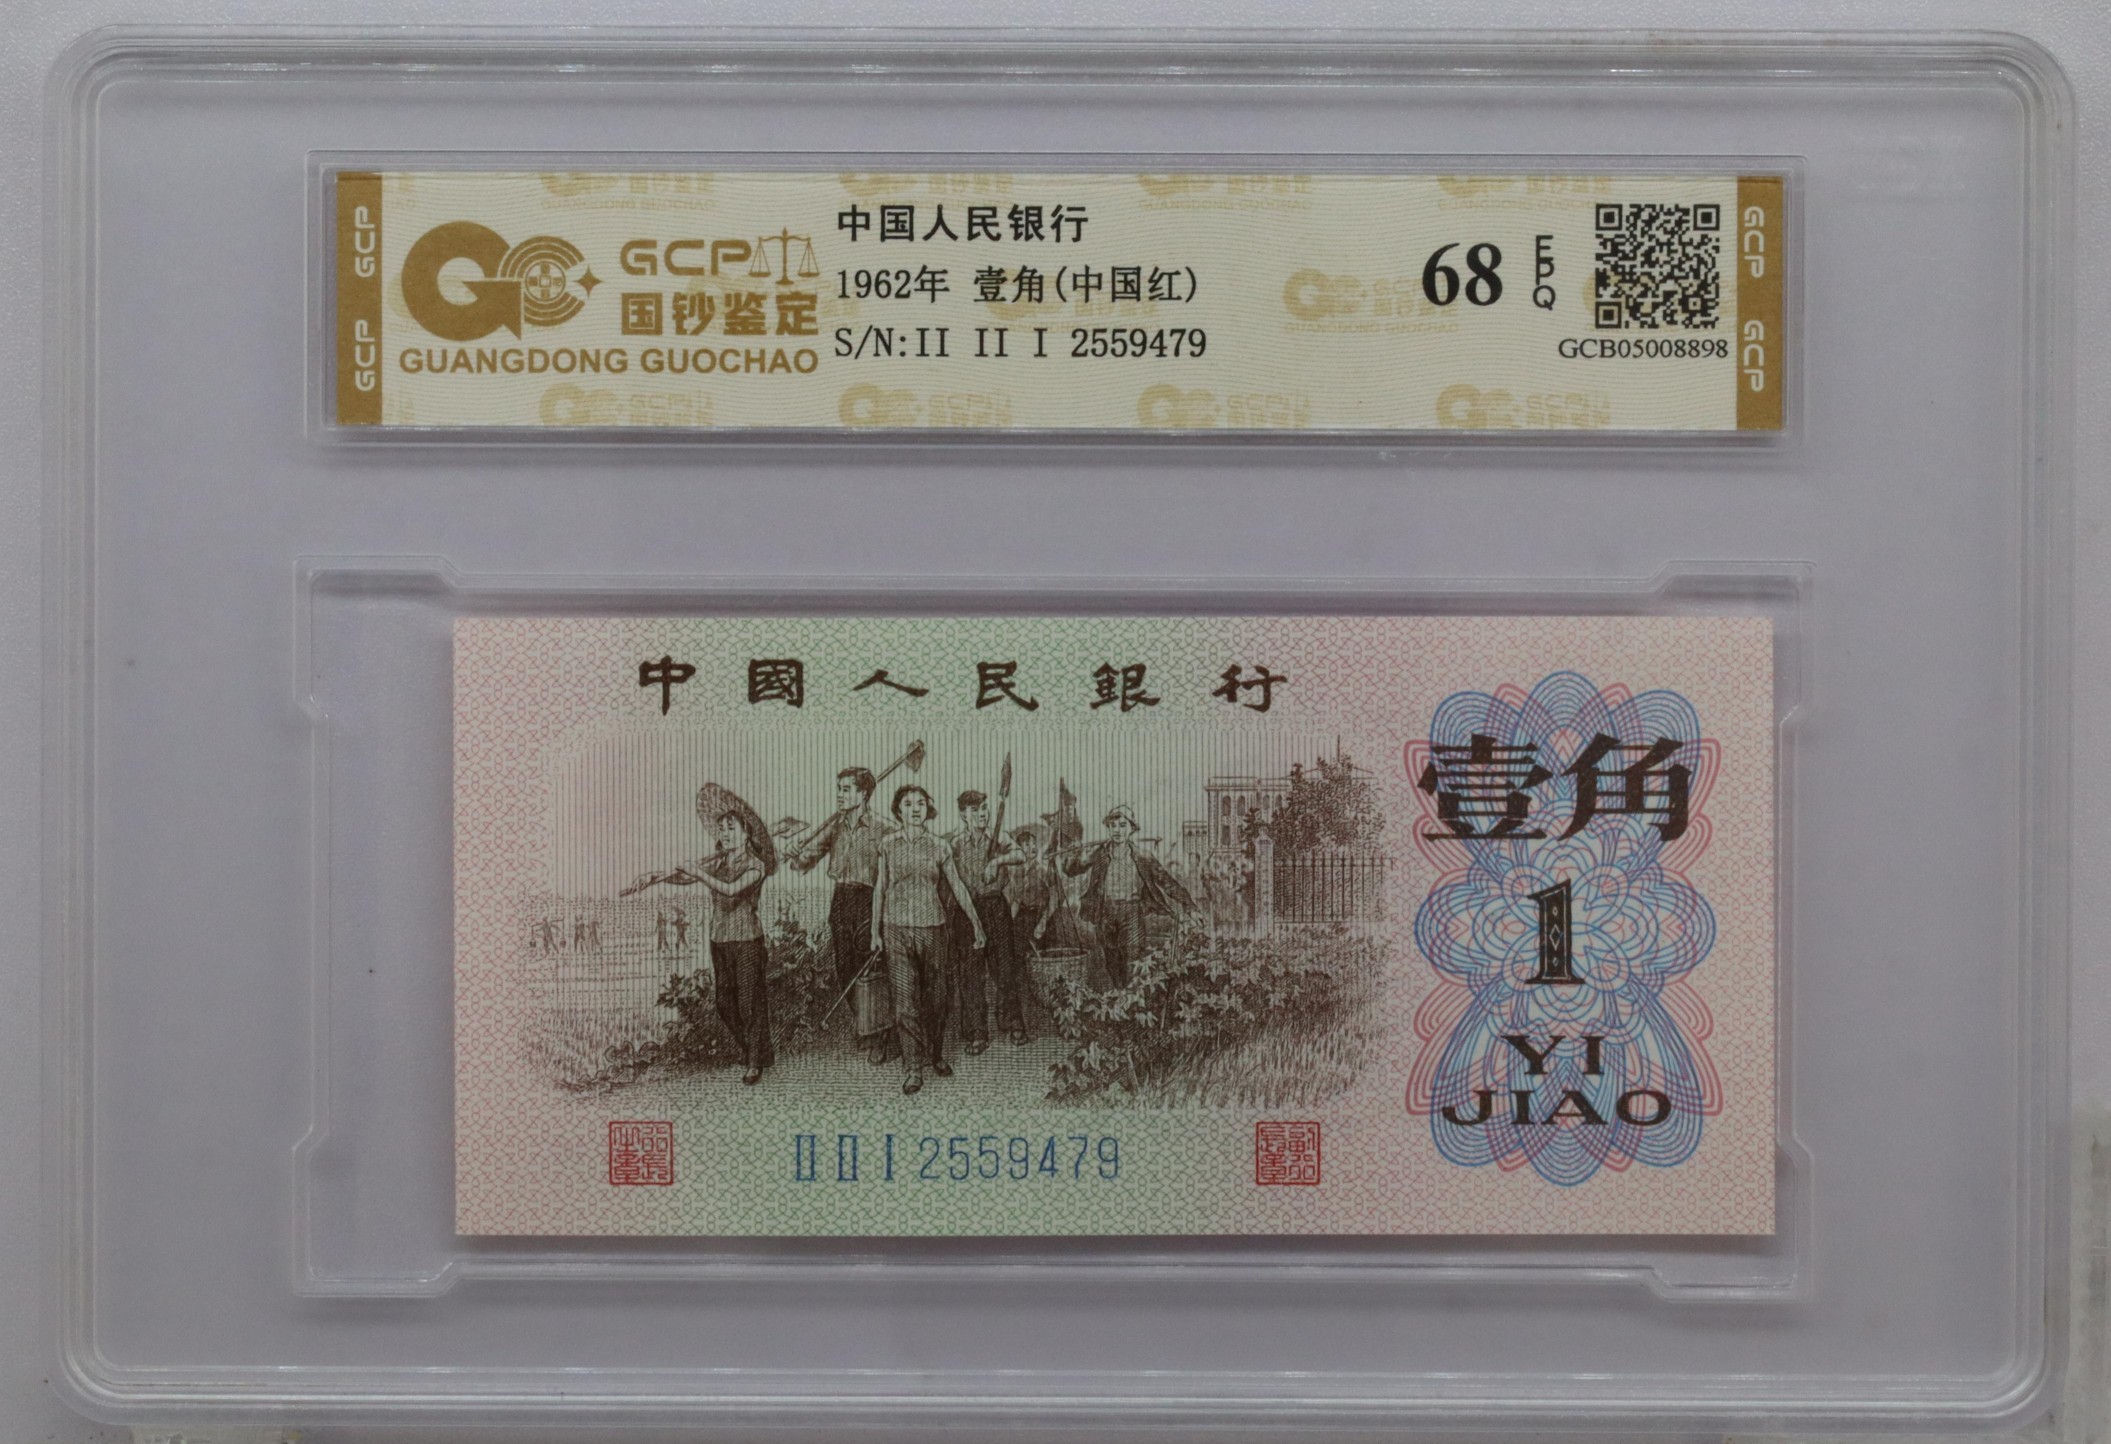 GCP
GCP
GCP
国钞鉴定
GUANGDONG GUOCHAO
中国人民银行
1962年 壹角(中国红)
S/N:II II I 2559479
68
EPQ
GCB05008898
GCP
GCP
中國人民銀行
壹角
1
YI
JIAO
II II I 2559479